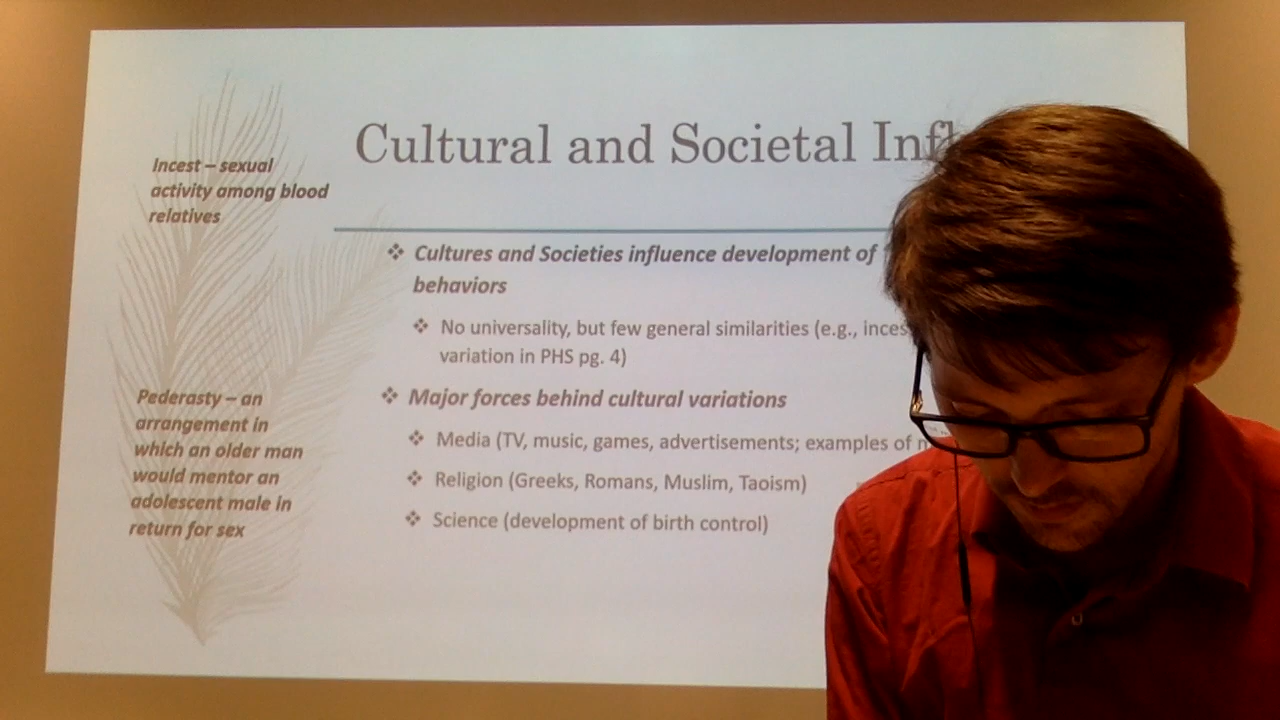 Cultural and Societal Infl
Incest – sexual
activity among blood
relatives
Pederasty – an
arrangement in
which an older man
would mentor an
adolescent male in
return for sex
❖ Cultures and Societies influence development of
behaviors
❖ No universality, but few general similarities (e.g., inces
variation in PHS pg. 4)
❖ Major forces behind cultural variations
❖ Media (TV, music, games, advertisements; examples of
❖ Religion (Greeks, Romans, Muslim, Taoism)
❖ Science (development of birth control)